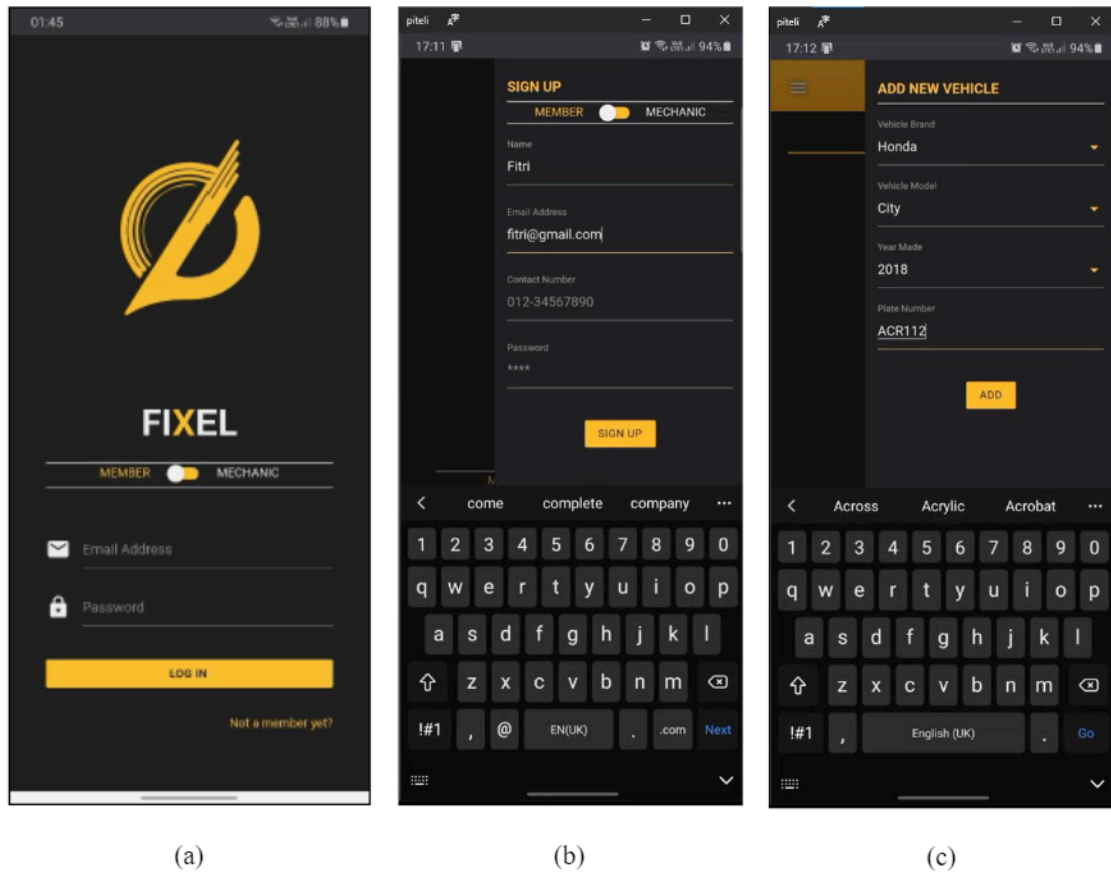 01:45 88%
FIXEL
MEMBER MECHANIC
Email Address
Password
LOG IN
Not a member yet?
(a)
piteli
17:11 94%
SIGN UP
MEMBER MECHANIC
Name
Fitri
Email Address
fitri@gmail.com
Contact Number
012-34567890
Password
****
SIGN UP
M
come complete company ...
1 2 3 4 5 6 7 8 9 0
q w e r t y u i o p
a s d f g h j k l
z x c v b n m
!#1 , @ EN(UK) . .com Next
(b)
piteli
17:12 94%
ADD NEW VEHICLE
Vehicle Brand
Honda
Vehicle Model
City
Year Made
2018
Plate Number
ACR112
ADD
Across Acrylic Acrobat ...
1 2 3 4 5 6 7 8 9 0
q w e r t y u i o p
a s d f g h j k l
z x c v b n m
!#1 , English (UK) . Go
(c)